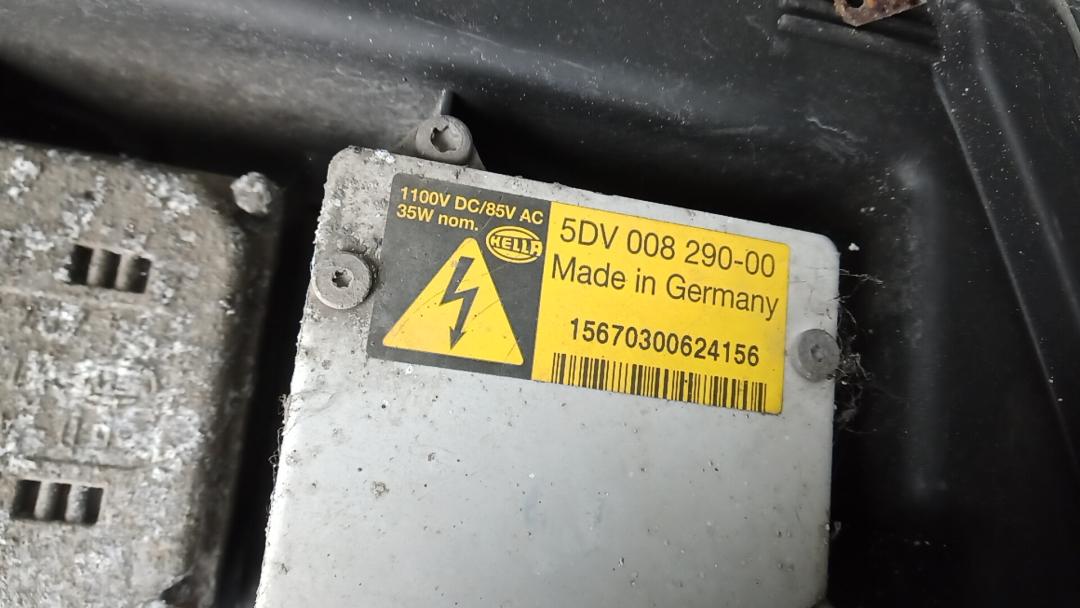 1100V DC/85V AC
35W nom.
HELLA
5DV 008 290-00
Made in Germany
15670300624156